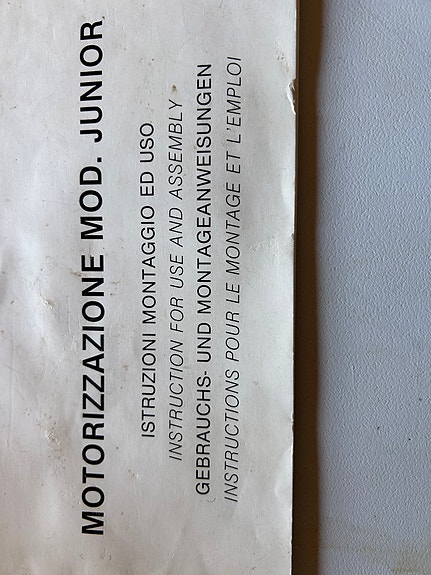 MOTORIZZAZIONE MOD. JUNIOR
ISTRUZIONI MONTAGGIO ED USO
INSTRUCTION FOR USE AND ASSEMBLY
GEBRAUCHS- UND MONTAGEANWEISUNGEN
INSTRUCTIONS POUR LE MONTAGE ET L'EMPLOI